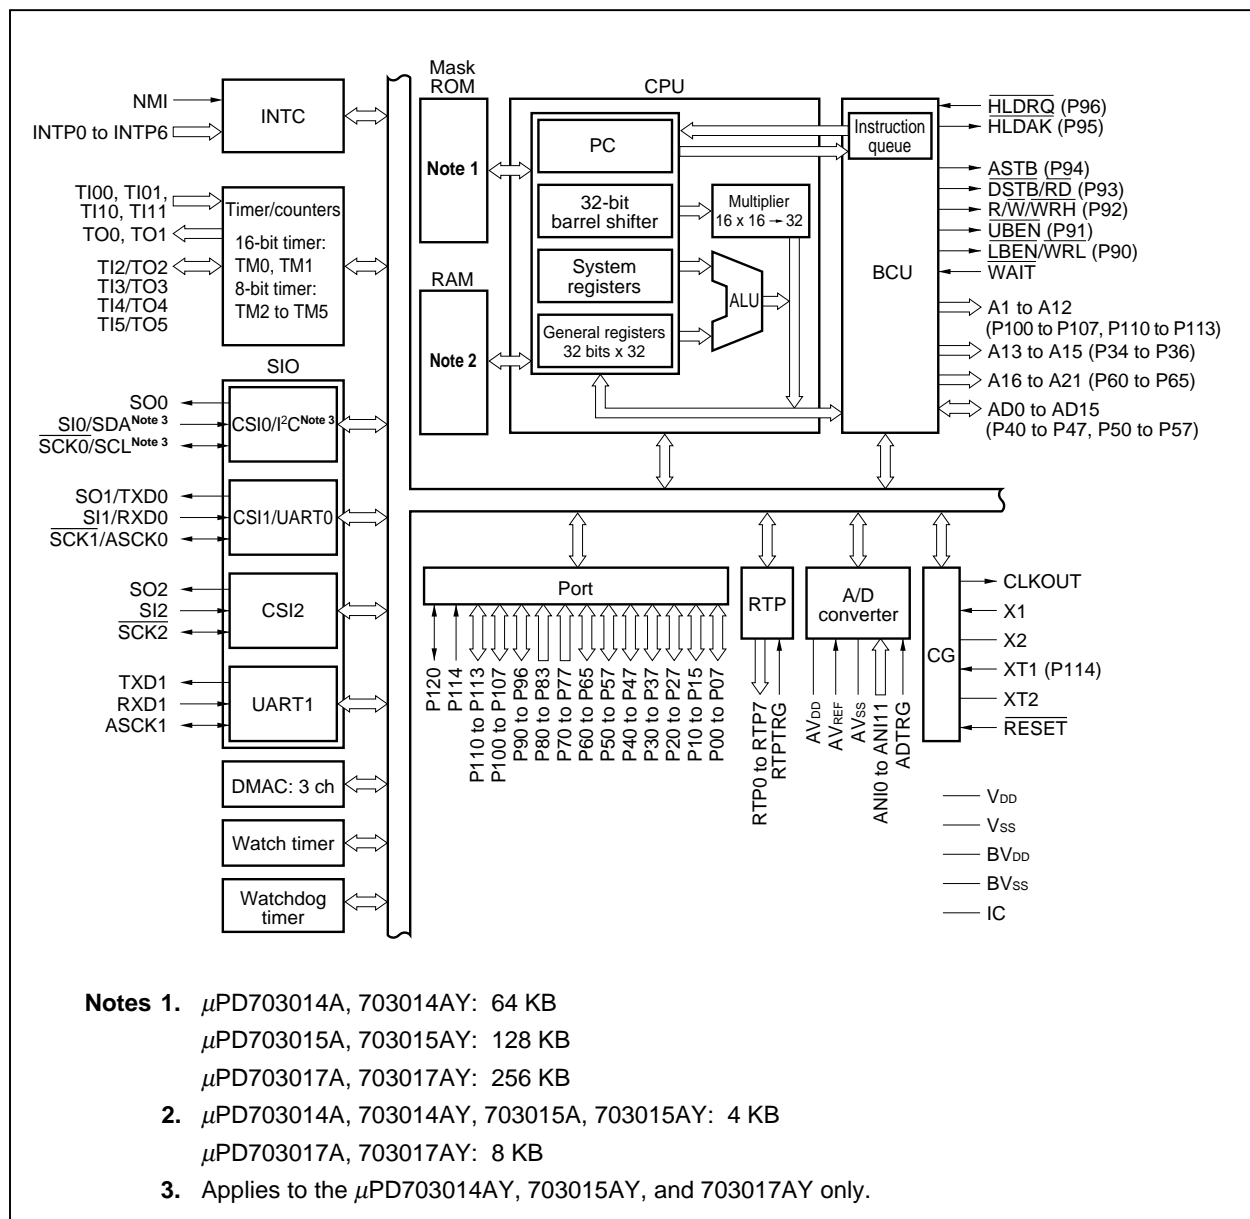 Mask
ROM
CPU
NMI
INTP0 to INTP6
INTC
Note 1
PC
Instruction
queue
HLDRQ (P96)
HLDAK (P95)
TI00, TI01,
TI10, TI11
TO0, TO1
TI2/TO2
TI3/TO3
TI4/TO4
TI5/TO5
Timer/counters
16-bit timer:
TM0, TM1
8-bit timer:
TM2 to TM5
32-bit
barrel shifter
Multiplier
16 x 16 → 32
System
registers
ALU
General registers
32 bits x 32
RAM
Note 2
BCU
ASTB (P94)
DSTB/RD (P93)
R/W/WRH (P92)
UBEN (P91)
LBEN/WRL (P90)
WAIT
A1 to A12
(P100 to P107, P110 to P113)
A13 to A15 (P34 to P36)
A16 to A21 (P60 to P65)
AD0 to AD15
(P40 to P47, P50 to P57)
SIO
SO0
SI0/SDA Note 3
SCK0/SCL Note 3
CSI0/I²C Note 3
SO1/TXD0
SI1/RXD0
SCK1/ASCK0
CSI1/UART0
SO2
SI2
SCK2
CSI2
TXD1
RXD1
ASCK1
UART1
DMAC: 3 ch
Watch timer
Watchdog
timer
Port
P120
P114
P110 to P113
P100 to P107
P90 to P96
P80 to P83
P70 to P77
P60 to P65
P50 to P57
P40 to P47
P30 to P37
P20 to P27
P10 to P15
P00 to P07
RTP
RTP0 to RTP7
RTPTRG
A/D
converter
AVDD
AVREF
AVSS
ANI0 to ANI11
ADTRG
CG
CLKOUT
X1
X2
XT1 (P114)
XT2
RESET
VDD
VSS
BVDD
BVSS
IC
Notes 1. μPD703014A, 703014AY: 64 KB
μPD703015A, 703015AY: 128 KB
μPD703017A, 703017AY: 256 KB
2. μPD703014A, 703014AY, 703015A, 703015AY: 4 KB
μPD703017A, 703017AY: 8 KB
3. Applies to the μPD703014AY, 703015AY, and 703017AY only.